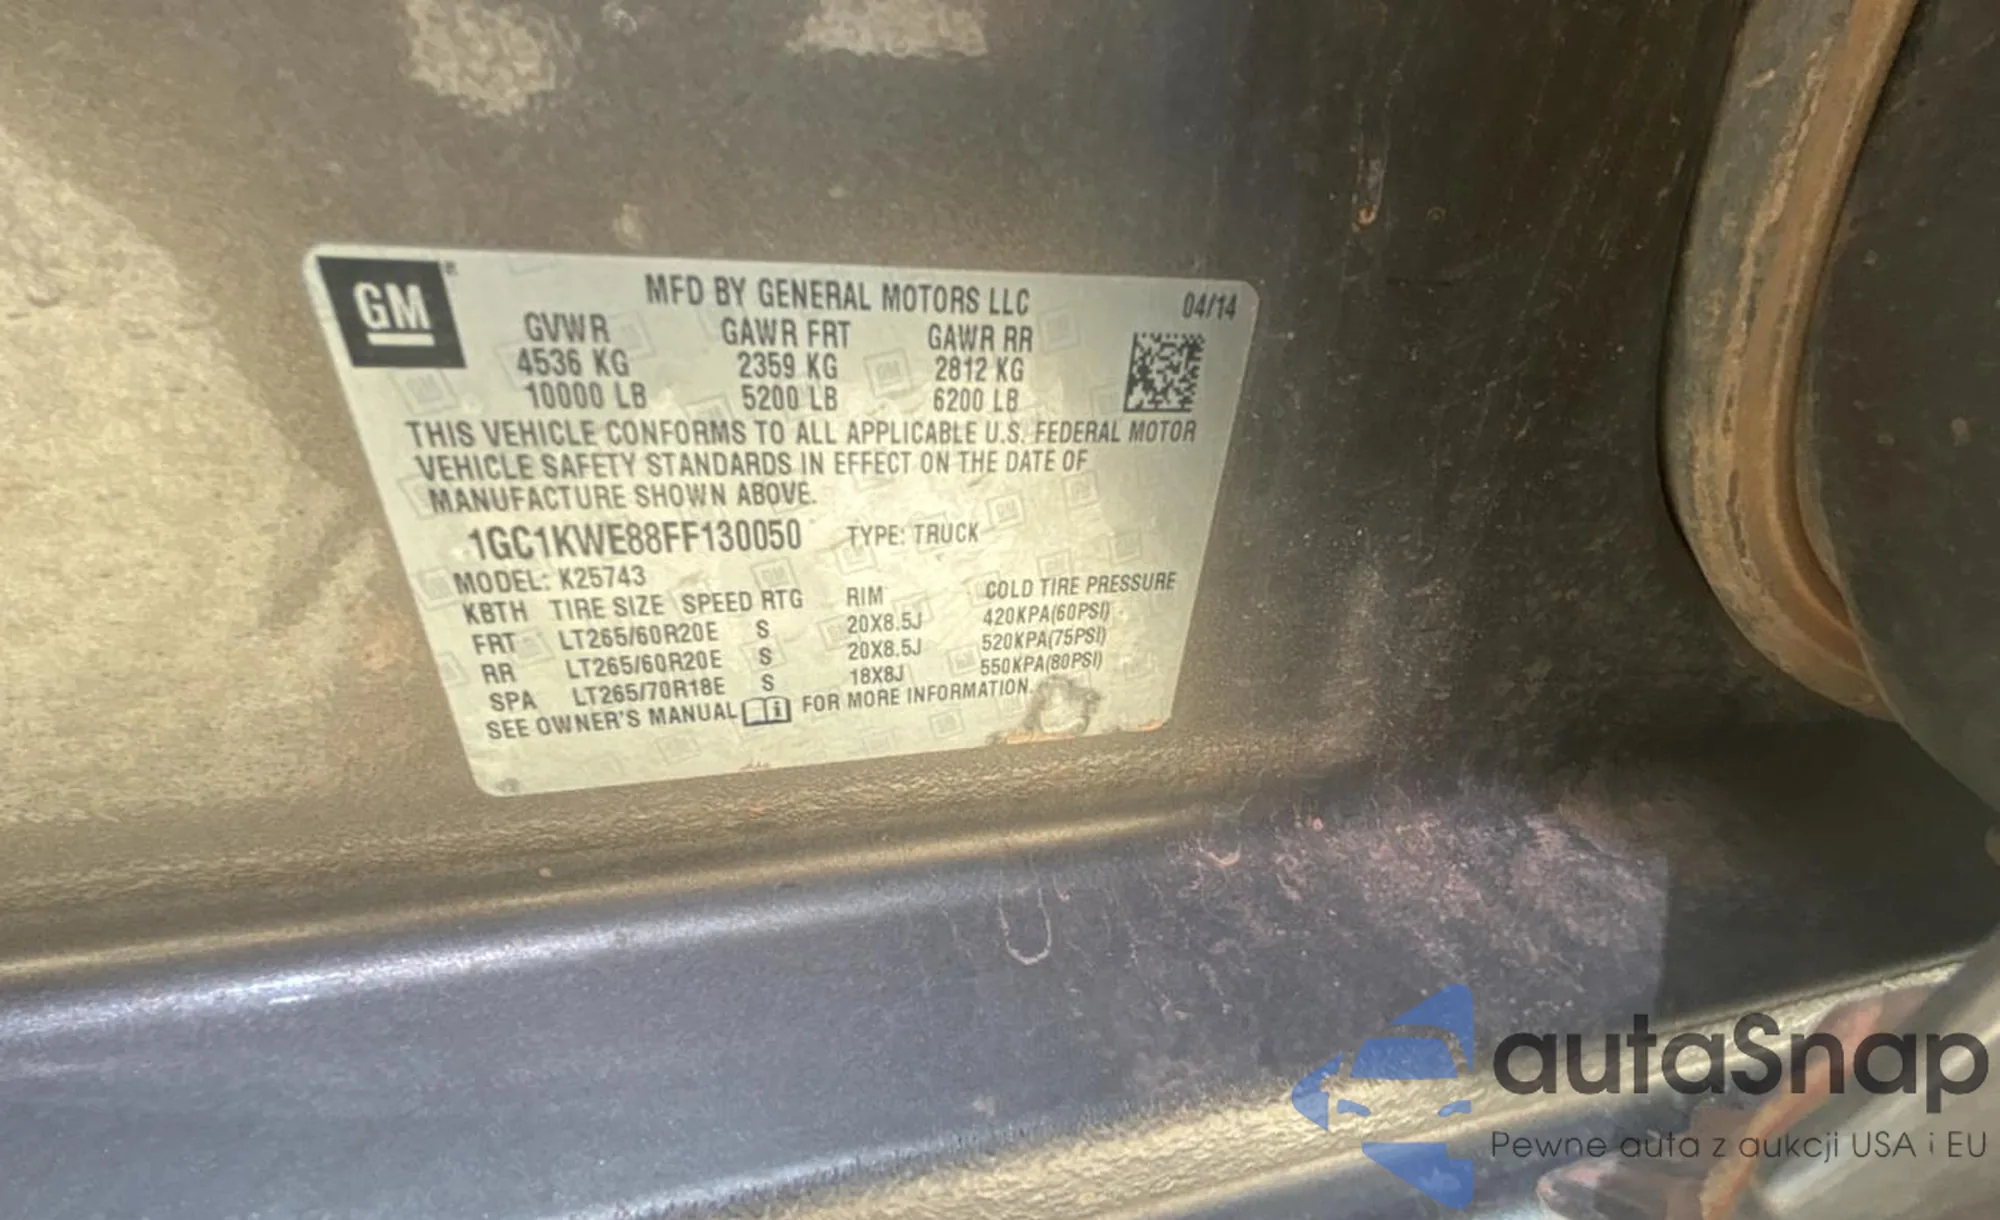 GM
MFD BY GENERAL MOTORS LLC 04/14
GVWR GAWR FRT GAWR RR
4536 KG 2359 KG 2812 KG
10000 LB 5200 LB 6200 LB
THIS VEHICLE CONFORMS TO ALL APPLICABLE U.S. FEDERAL MOTOR
VEHICLE SAFETY STANDARDS IN EFFECT ON THE DATE OF
MANUFACTURE SHOWN ABOVE.
1GC1KWE88FF130050 TYPE: TRUCK
MODEL: K25743
KBTH TIRE SIZE SPEED RTG RIM COLD TIRE PRESSURE
FRT LT265/60R20E S 20X8.5J 420KPA(60PSI)
RR LT265/60R20E S 20X8.5J 520KPA(75PSI)
SPA LT265/70R18E S 18X8J 550KPA(80PSI)
SEE OWNER'S MANUAL FOR MORE INFORMATION.
autaSnap
Pewne auta z aukcji USA i EU